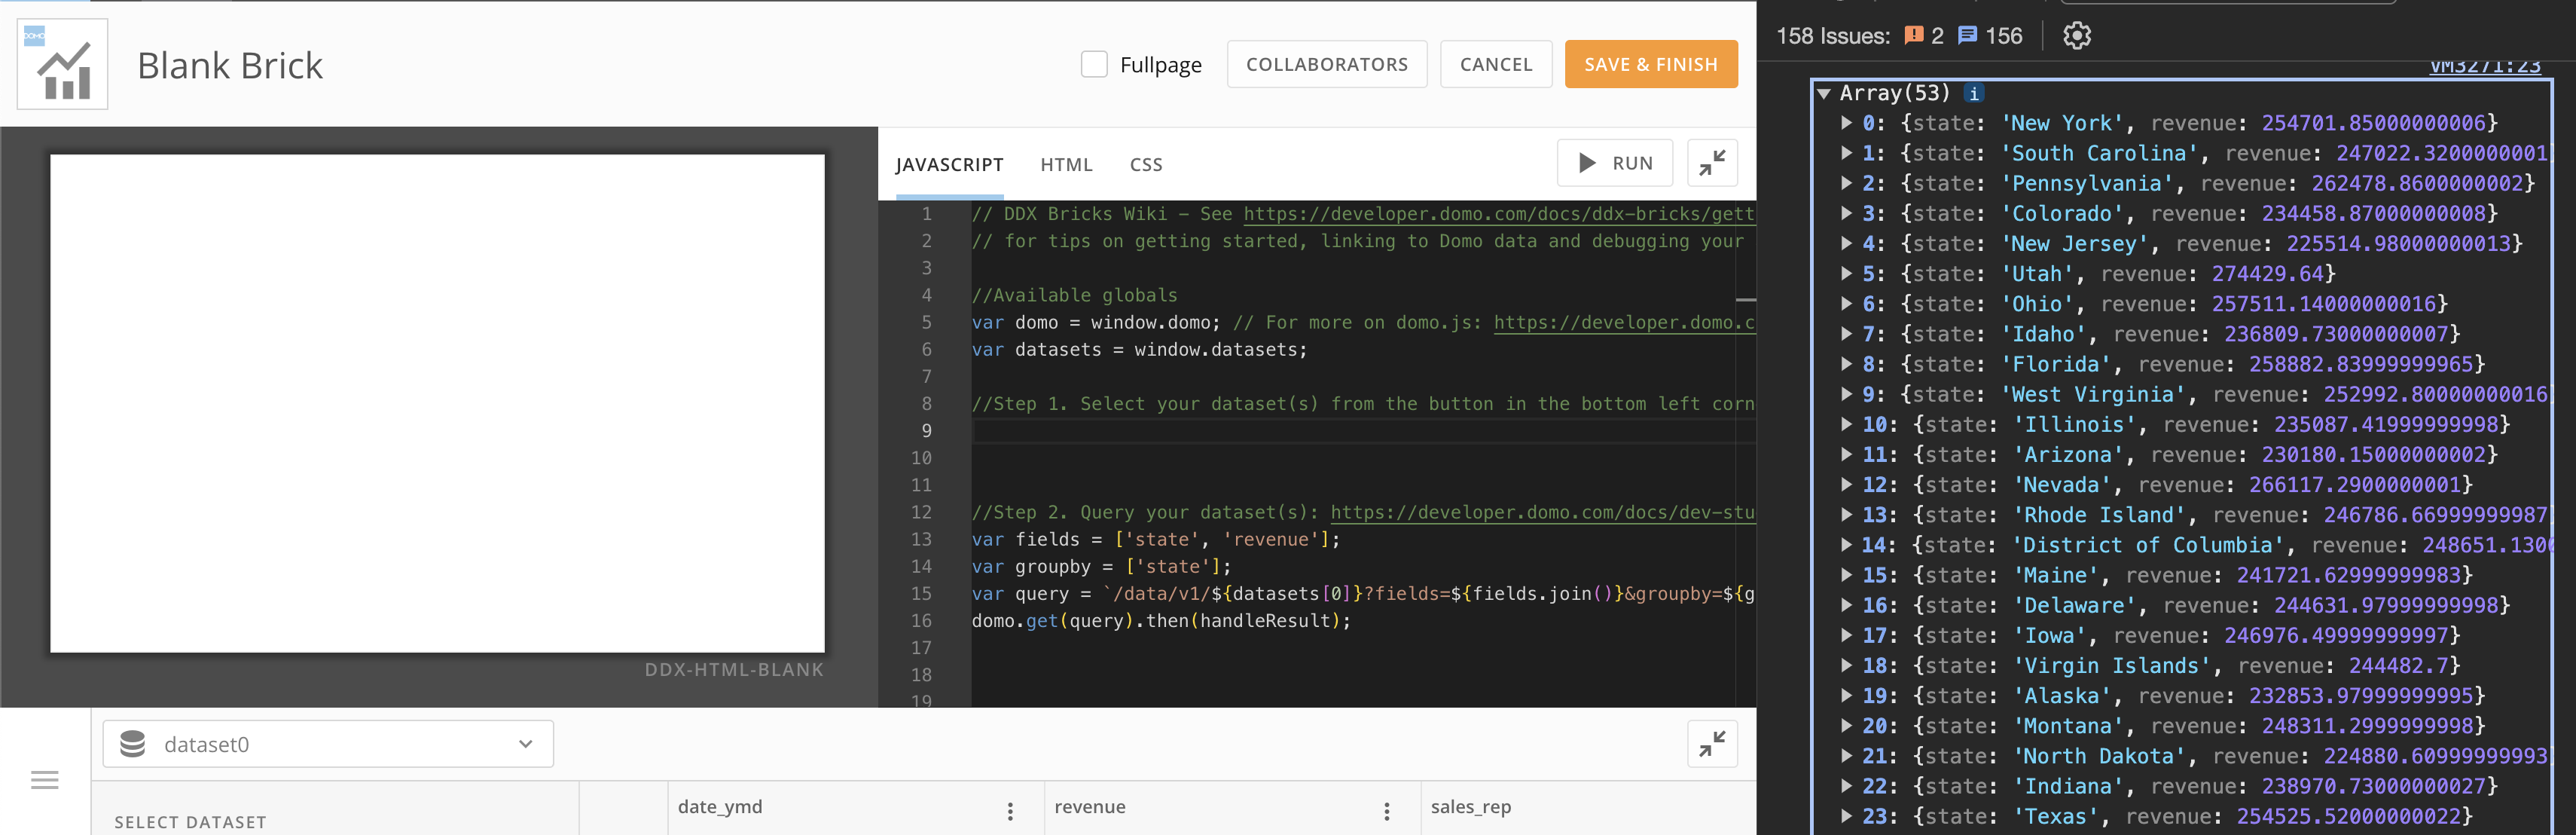 DOMO
Blank Brick
Fullpage
COLLABORATORS
CANCEL
SAVE & FINISH
JAVASCRIPT
HTML
CSS
RUN
1 // DDX Bricks Wiki - See https://developer.domo.com/docs/ddx-bricks/gett
2 // for tips on getting started, linking to Domo data and debugging your
3
4 //Available globals
5 var domo = window.domo; // For more on domo.js: https://developer.domo.c
6 var datasets = window.datasets;
7
8 //Step 1. Select your dataset(s) from the button in the bottom left corn
9
10
11
12 //Step 2. Query your dataset(s): https://developer.domo.com/docs/dev-stu
13 var fields = ['state', 'revenue'];
14 var groupby = ['state'];
15 var query = `/data/v1/${datasets[0]}?fields=${fields.join()}&groupby=${g
16 domo.get(query).then(handleResult);
17
18
19
DDX-HTML-BLANK
dataset0
SELECT DATASET
date_ymd
revenue
sales_rep
158 Issues: 2 156
VM3271:23
Array(53) i
0: {state: 'New York', revenue: 254701.85000000006}
1: {state: 'South Carolina', revenue: 247022.3200000001
2: {state: 'Pennsylvania', revenue: 262478.8600000002}
3: {state: 'Colorado', revenue: 234458.87000000008}
4: {state: 'New Jersey', revenue: 225514.98000000013}
5: {state: 'Utah', revenue: 274429.64}
6: {state: 'Ohio', revenue: 257511.14000000016}
7: {state: 'Idaho', revenue: 236809.73000000007}
8: {state: 'Florida', revenue: 258882.83999999965}
9: {state: 'West Virginia', revenue: 252992.80000000016
10: {state: 'Illinois', revenue: 235087.41999999998}
11: {state: 'Arizona', revenue: 230180.15000000002}
12: {state: 'Nevada', revenue: 266117.2900000001}
13: {state: 'Rhode Island', revenue: 246786.66999999987
14: {state: 'District of Columbia', revenue: 248651.1300
15: {state: 'Maine', revenue: 241721.62999999983}
16: {state: 'Delaware', revenue: 244631.97999999998}
17: {state: 'Iowa', revenue: 246976.49999999997}
18: {state: 'Virgin Islands', revenue: 244482.7}
19: {state: 'Alaska', revenue: 232853.97999999995}
20: {state: 'Montana', revenue: 248311.2999999998}
21: {state: 'North Dakota', revenue: 224880.60999999993
22: {state: 'Indiana', revenue: 238970.73000000027}
23: {state: 'Texas', revenue: 254525.52000000022}